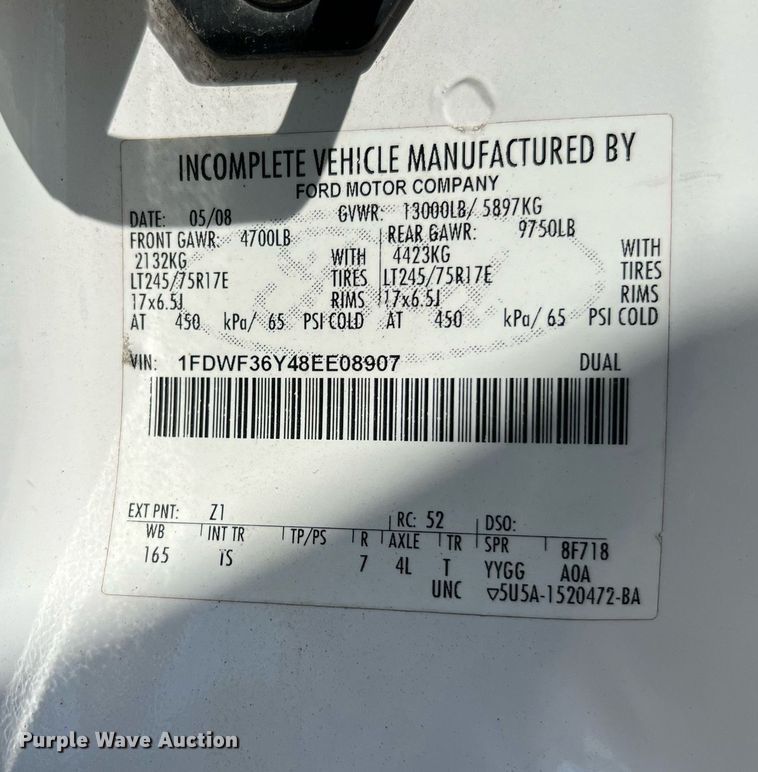 INCOMPLETE VEHICLE MANUFACTURED BY
FORD MOTOR COMPANY
DATE: 05/08 GVWR: 13000LB/ 5897KG
FRONT GAWR: 4700LB REAR GAWR: 9750LB
2132KG WITH 4423KG WITH
LT245/75R17E TIRES LT245/75R17E TIRES
17x6.5J RIMS 17x6.5J RIMS
AT 450 kPa/ 65 PSI COLD AT 450 kPa/ 65 PSI COLD
VIN: 1FDWF36Y48EE08907 DUAL
EXT PNT: Z1 RC: 52 DSO:
WB INT TR TP/PS R AXLE TR SPR 8F718
165 TS 7 4L T YYGG A0A
UNC ▽5U5A-1520472-BA
Purple Wave Auction